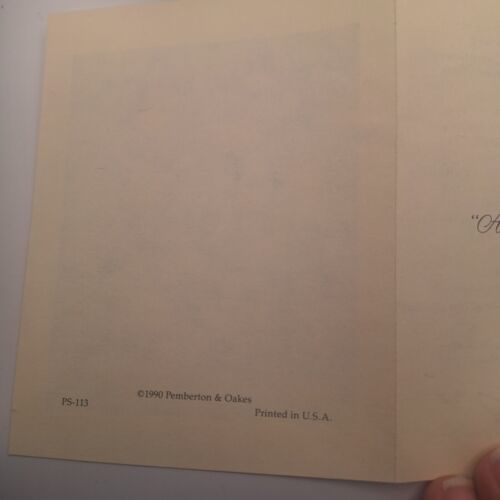 ©1990 Pemberton & Oakes
PS-113
Printed in U.S.A.